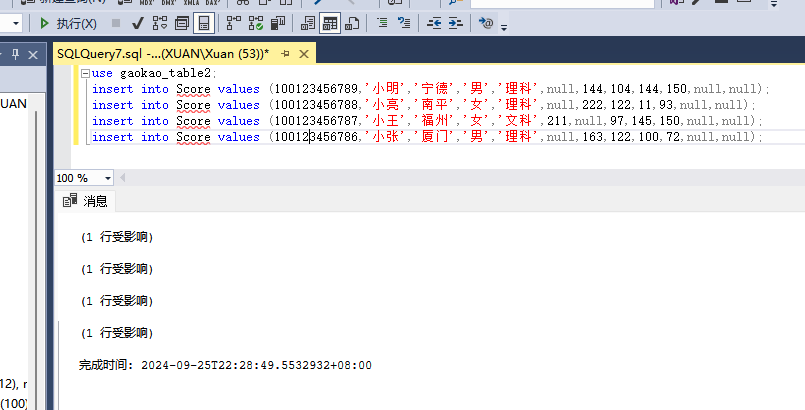 执行(X)
SQLQuery7.sql -...(XUAN\Xuan (53))*
UAN
use gaokao_table2;
insert into Score values (100123456789,'小明','宁德','男','理科',null,144,104,144,150,null,null);
insert into Score values (100123456788,'小亮','南平','女','理科',null,222,122,11,93,null,null);
insert into Score values (100123456787,'小王','福州','女','文科',211,null,97,145,150,null,null);
insert into Score values (100123456786,'小张','厦门','男','理科',null,163,122,100,72,null,null);
100 %
消息
(1 行受影响)
(1 行受影响)
(1 行受影响)
(1 行受影响)
完成时间: 2024-09-25T22:28:49.5532932+08:00
12), n
(100)